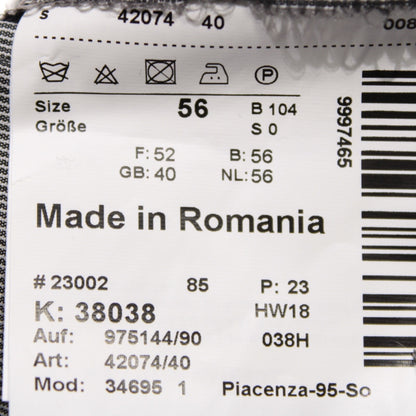 s 42074 40 008
P
Size 56 B 104
Größe S 0
F: 52 B: 56
GB: 40 NL: 56
9997465
Made in Romania
# 23002 85 P: 23
K: 38038 HW18
Auf: 975144/90 038H
Art: 42074/40
Mod: 34695 1 Piacenza-95-So